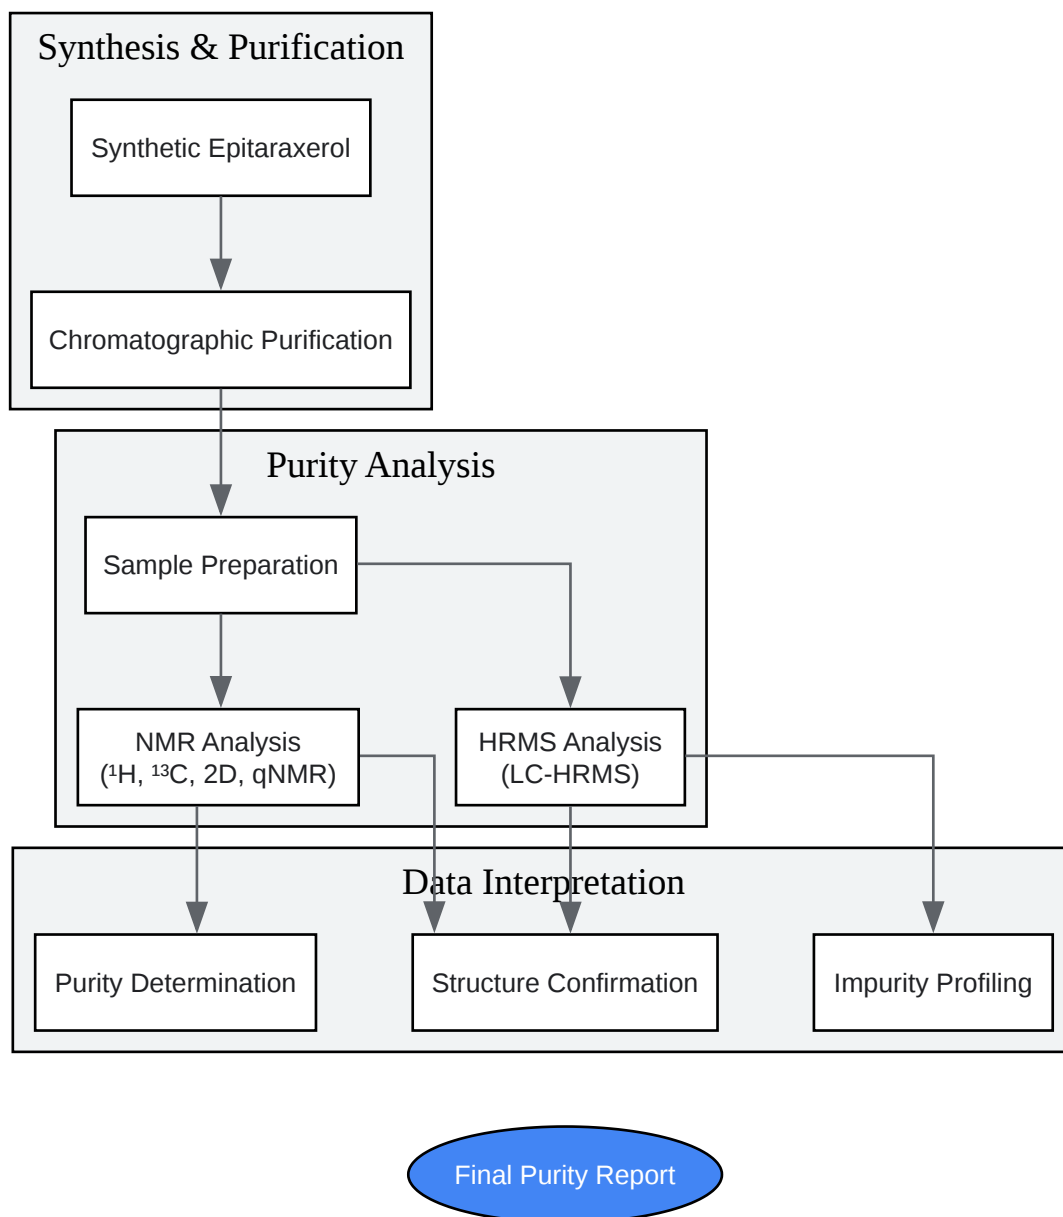 Synthesis & Purification
Synthetic Epitaraxerol
Chromatographic Purification
Purity Analysis
Sample Preparation
NMR Analysis
(¹H, ¹³C, 2D, qNMR)
HRMS Analysis
(LC-HRMS)
Data Interpretation
Purity Determination
Structure Confirmation
Impurity Profiling
Final Purity Report